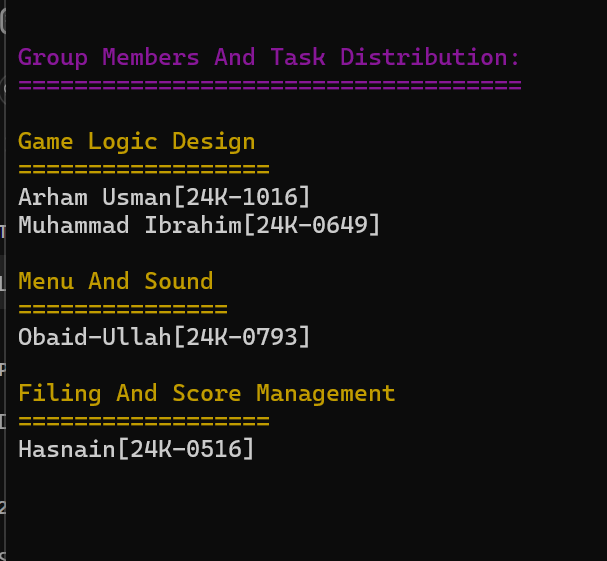 Group Members And Task Distribution:
====================================
Game Logic Design
==================
Arham Usman[24K-1016]
Muhammad Ibrahim[24K-0649]
Menu And Sound
===============
Obaid-Ullah[24K-0793]
Filing And Score Management
==================
Hasnain[24K-0516]